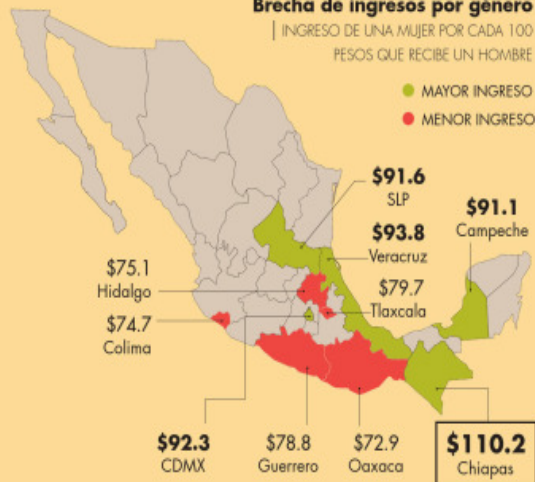 Brecha de ingresos por género
INGRESO DE UNA MUJER POR CADA 100
PESOS QUE RECIBE UN HOMBRE
MAYOR INGRESO
MENOR INGRESO
$91.6
SLP
$91.1
Campeche
$93.8
Veracruz
$75.1
Hidalgo
$79.7
Tlaxcala
$74.7
Colima
$92.3
CDMX
$78.8
Guerrero
$72.9
Oaxaca
$110.2
Chiapas